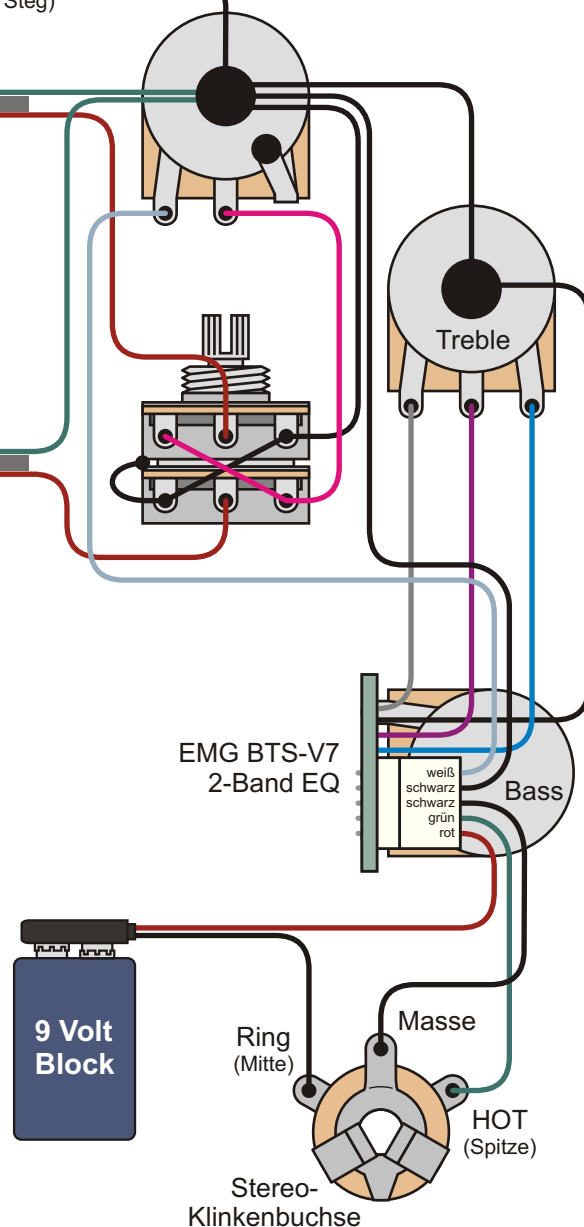 Steg)
Treble
EMG BTS-V7
2-Band EQ
weiß
schwarz
schwarz
grün
rot
Bass
9 Volt
Block
Ring
(Mitte)
Masse
HOT
(Spitze)
Stereo-
Klinkenbuchse